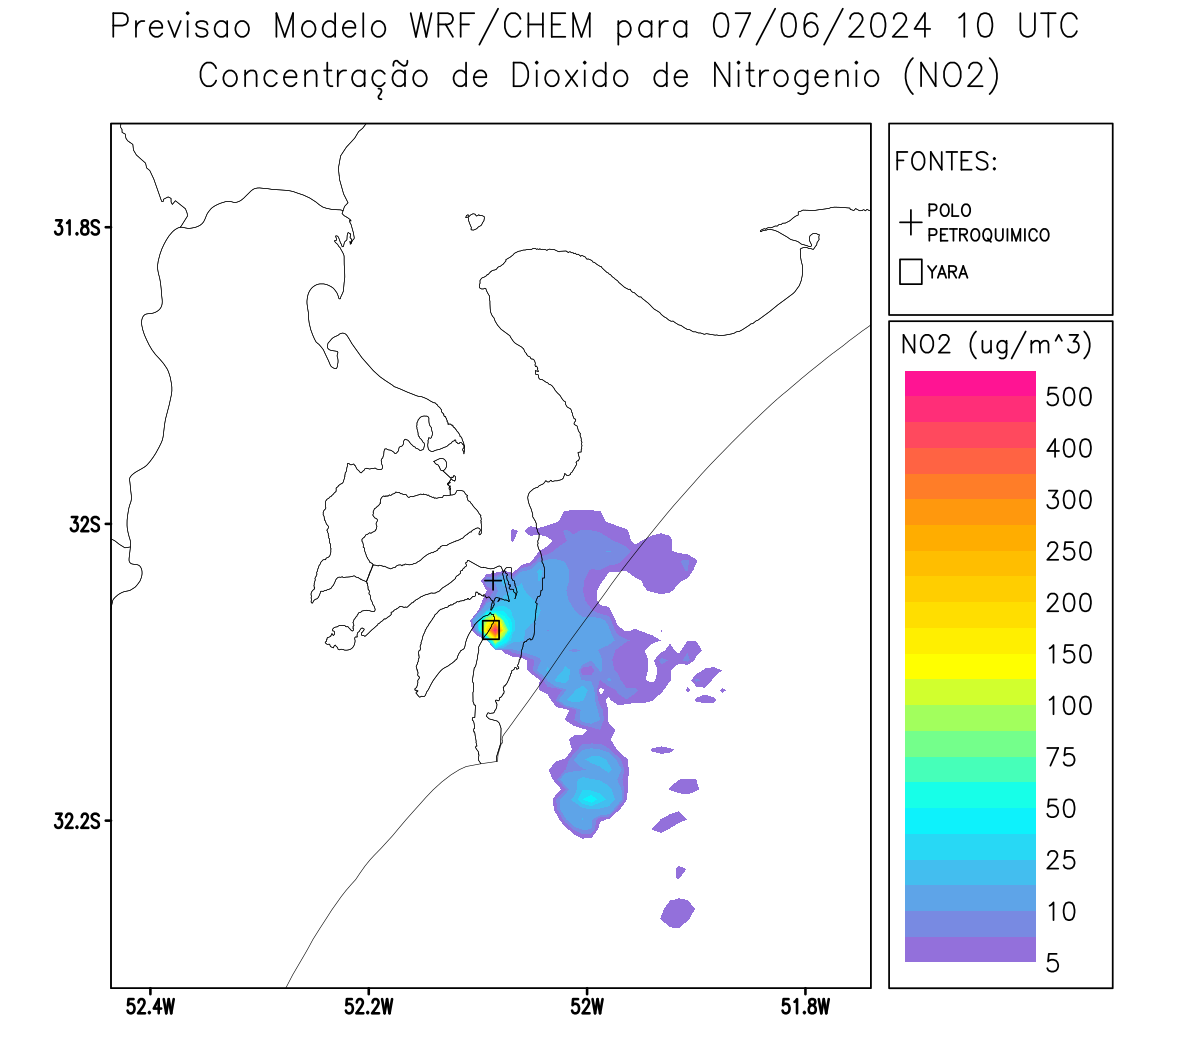 Previsao Modelo WRF/CHEM para 07/06/2024 10 UTC
Concentração de Dioxido de Nitrogenio (NO2)
FONTES:
POLO
PETROQUIMICO
YARA
NO2 (ug/m^3)
500
400
300
250
200
150
100
75
50
25
10
5
31.8S
32S
32.2S
52.4W
52.2W
52W
51.8W